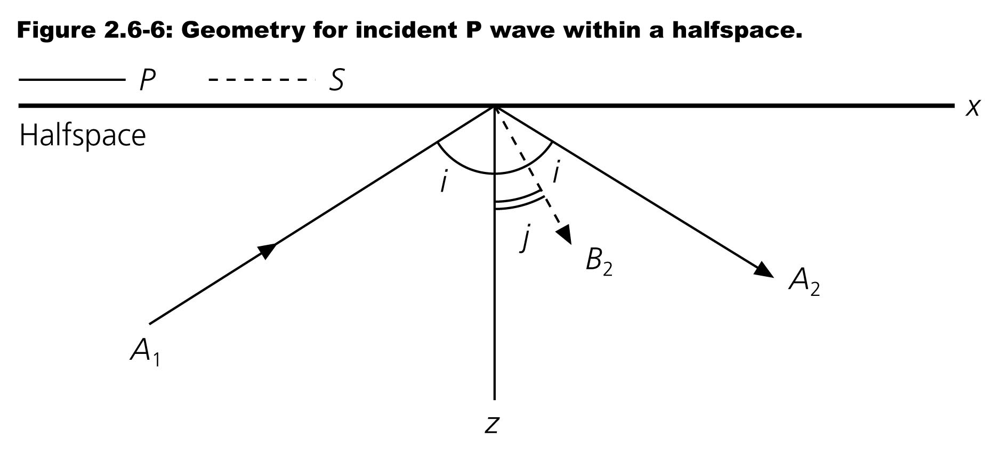 Figure 2.6-6: Geometry for incident P wave within a halfspace.
P S
x
Halfspace
i i
j
B2
A2
A1
z